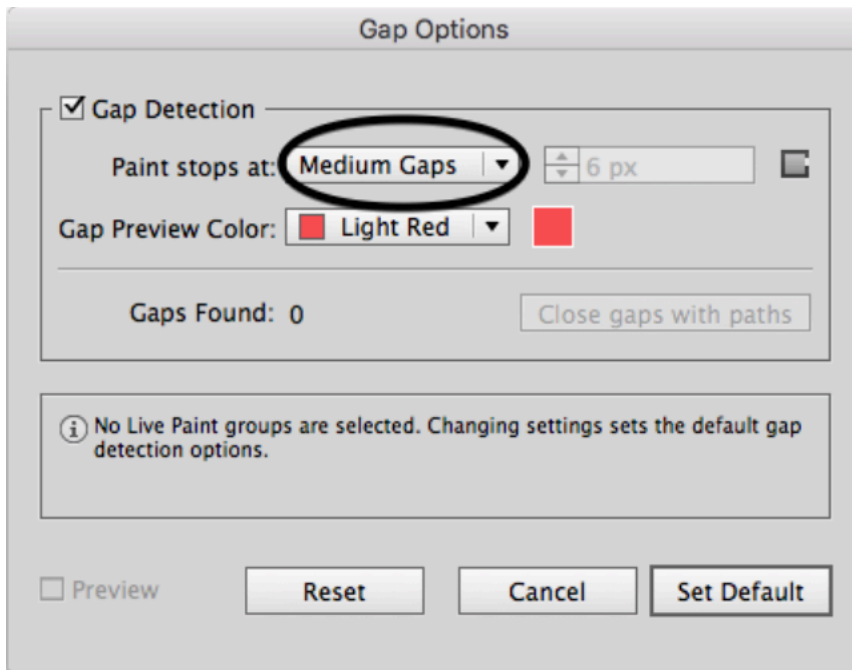 Gap Options
Gap Detection
Paint stops at: Medium Gaps 6 px
Gap Preview Color: Light Red
Gaps Found: 0 Close gaps with paths
No Live Paint groups are selected. Changing settings sets the default gap
detection options.
Preview Reset Cancel Set Default